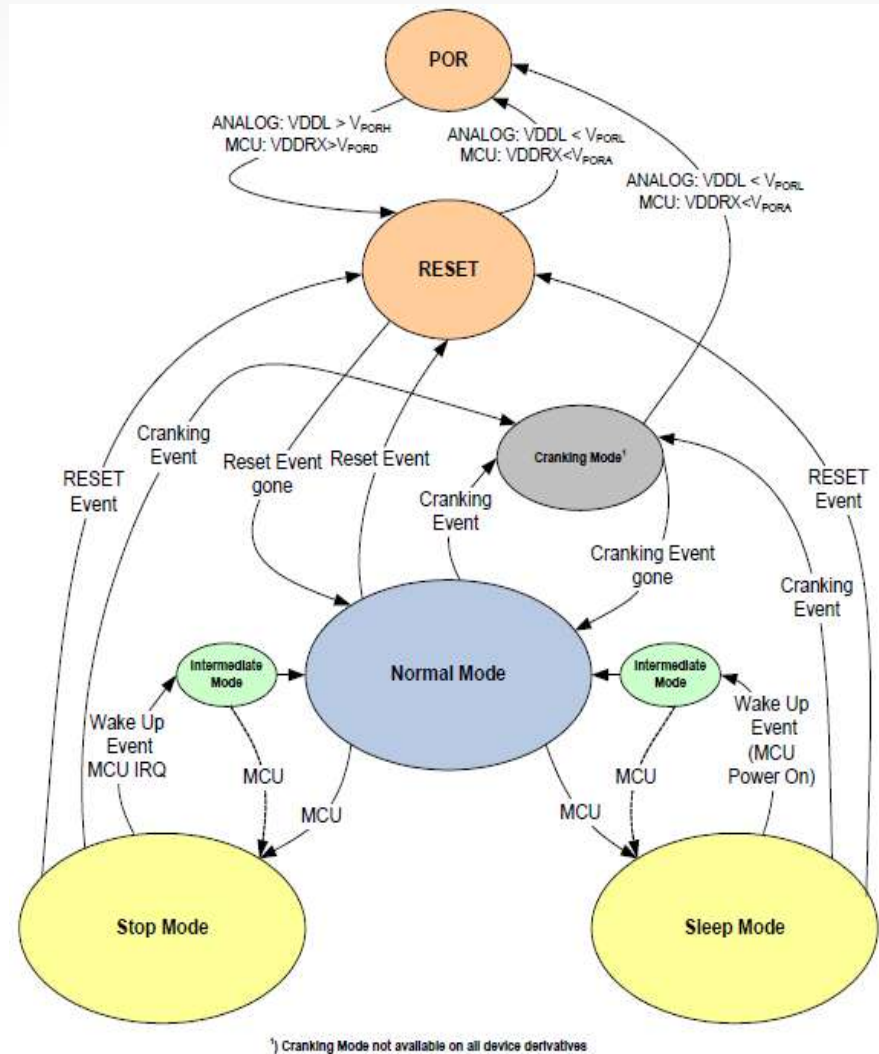 POR
ANALOG: VDDL > VPORH
MCU: VDDRX>VPORD
ANALOG: VDDL < VPORL
MCU: VDDRX<VPORA
ANALOG: VDDL < VPORL
MCU: VDDRX<VPORA
RESET
Cranking
Event
RESET
Event
Reset Event
gone
Reset Event
Cranking Mode¹
Cranking
Event
RESET
Event
Cranking Event
gone
Cranking
Event
Intermediate
Mode
Normal Mode
Intermediate
Mode
Wake Up
Event
MCU IRQ
MCU
MCU
MCU
MCU
Wake Up
Event
(MCU
Power On)
Stop Mode
Sleep Mode
¹) Cranking Mode not available on all device derivatives